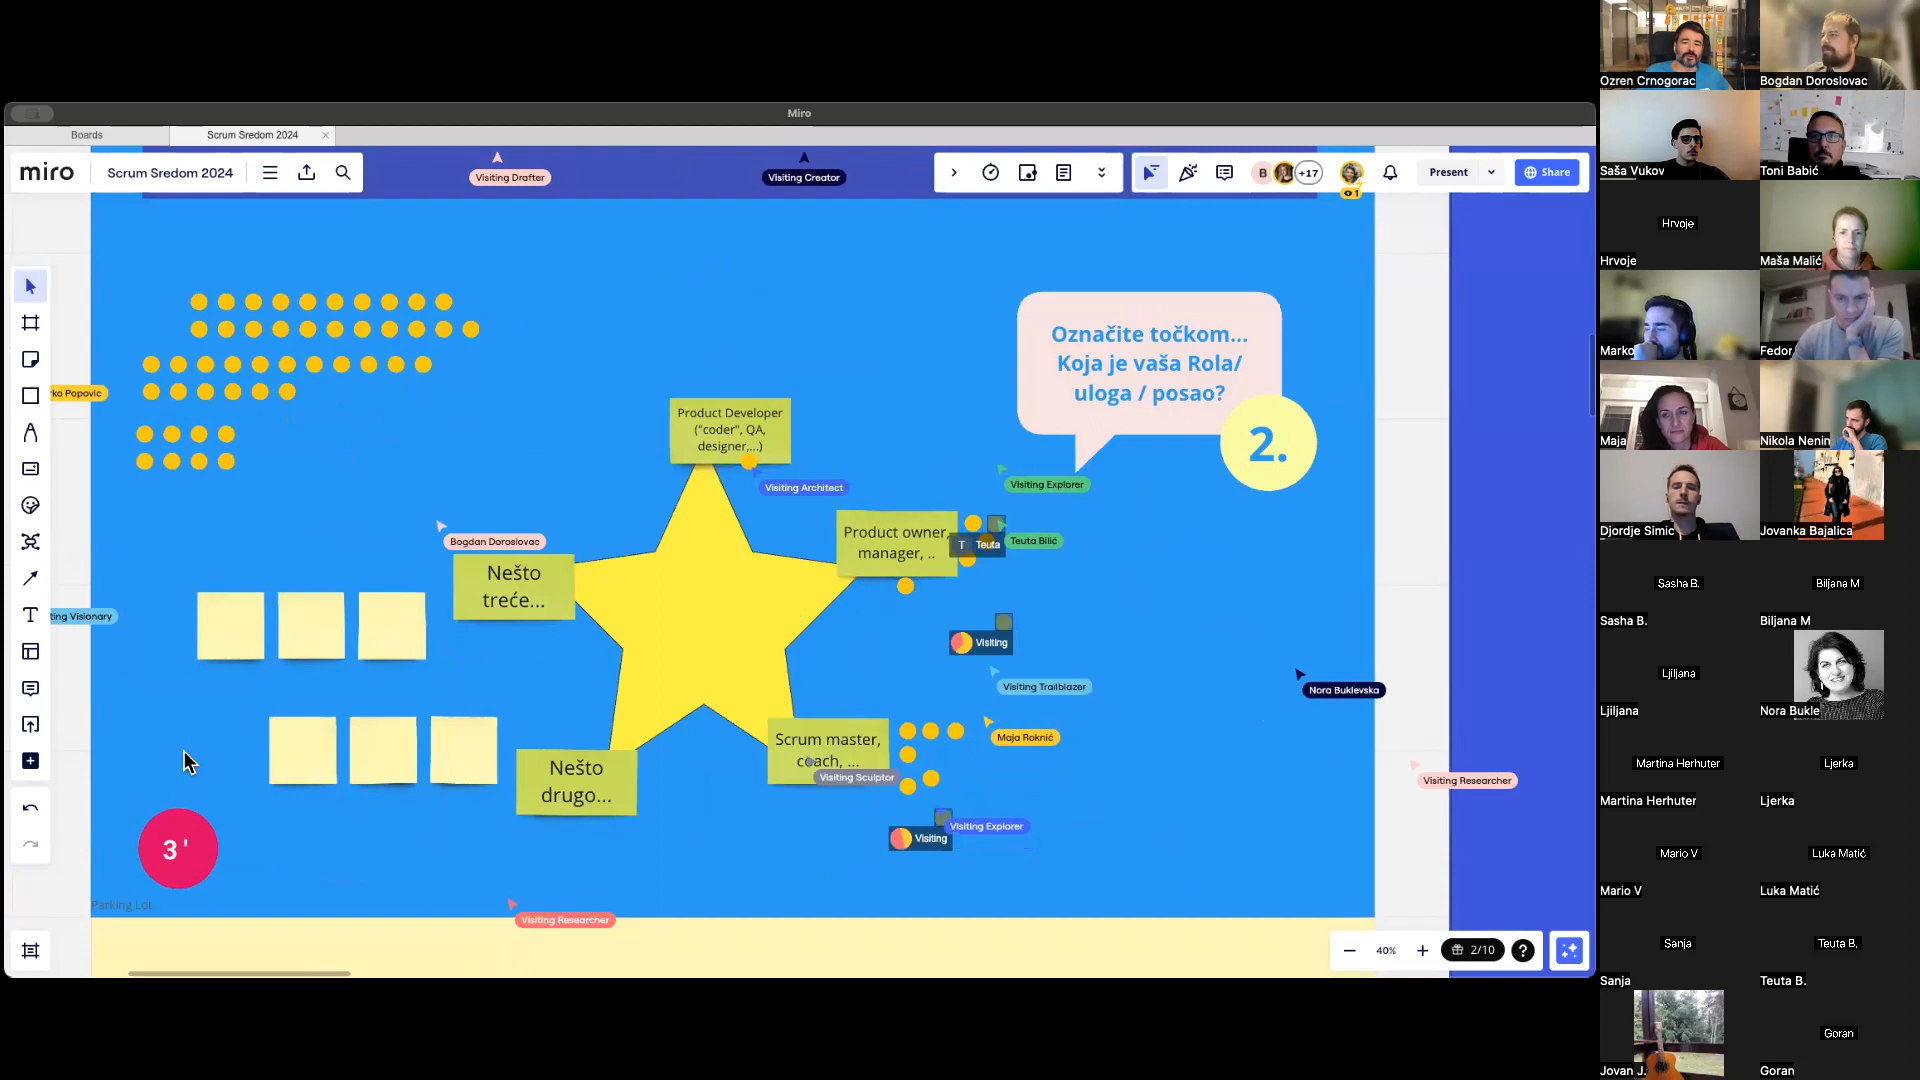 Miro
Boards
Scrum Sredom 2024
miro
Scrum Sredom 2024
Visiting Drafter
Visiting Creator
B
+17
1
Present
Share
Označite točkom...
Koja je vaša Rola/
uloga / posao?
2.
rko Popovic
Product Developer
("coder", QA,
designer,...)
Visiting Architect
Visiting Explorer
Bogdan Doroslovac
Product owner,
manager, ..
T Teuta
Teuta Bilić
Nešto
treće...
ting Visionary
Visiting
Visiting Trailblazer
Nora Buklevska
Scrum master,
coach, ...
Maja Roknić
Visiting Sculptor
Nešto
drugo...
Visiting Researcher
Visiting Explorer
Visiting
3'
Parking Lot
Visiting Researcher
40%
2/10
?
Ozren Crnogorac
Bogdan Doroslovac
Saša Vukov
Toni Babić
Hrvoje
Hrvoje
Maša Malić
Marko
Fedor
Maja
Nikola Nenin
Djordje Simic
Jovanka Bajalica
Sasha B.
Biljana M
Sasha B.
Biljana M
Ljiljana
Ljiljana
Nora Bukle
Martina Herhuter
Ljerka
Martina Herhuter
Ljerka
Mario V
Luka Matić
Mario V
Luka Matić
Sanja
Teuta B.
Sanja
Teuta B.
Goran
Jovan J.
Goran